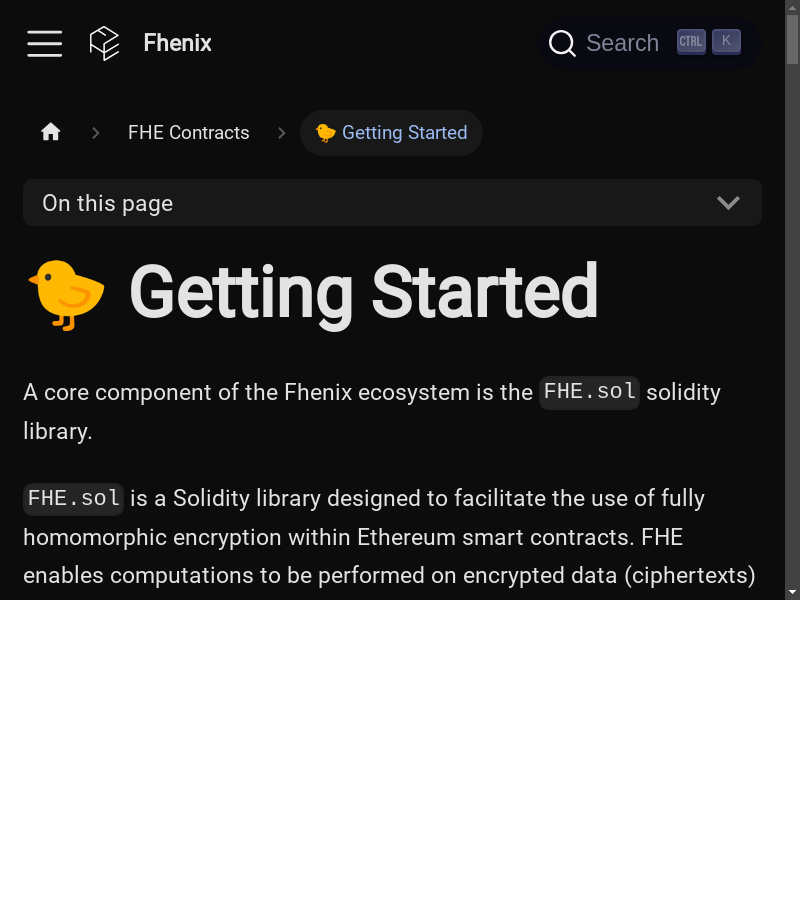 Fhenix
Search CTRL K
FHE Contracts
🐤 Getting Started
On this page
🐤 Getting Started
A core component of the Fhenix ecosystem is the FHE.sol solidity
library.
FHE.sol is a Solidity library designed to facilitate the use of fully
homomorphic encryption within Ethereum smart contracts. FHE
enables computations to be performed on encrypted data (ciphertexts)